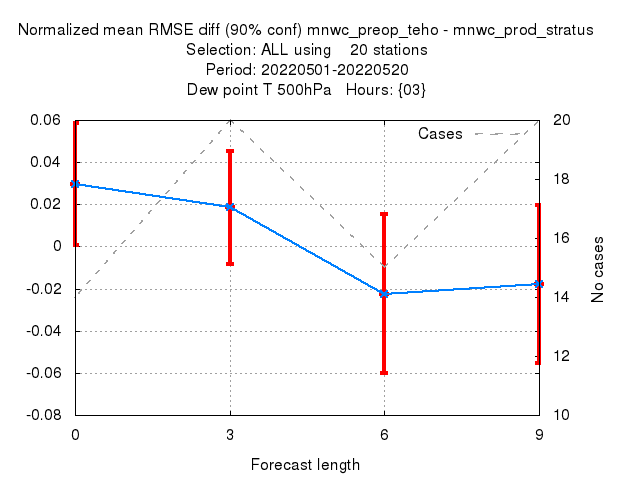 Normalized mean RMSE diff (90% conf) mnwc_preop_teho - mnwc_prod_stratus
Selection: ALL using    20 stations
Period: 20220501-20220520
Dew point T 500hPa   Hours: {03}
Cases
0.06
0.04
0.02
0
-0.02
-0.04
-0.06
-0.08
20
18
16
14
12
10
No cases
0
3
6
9
Forecast length